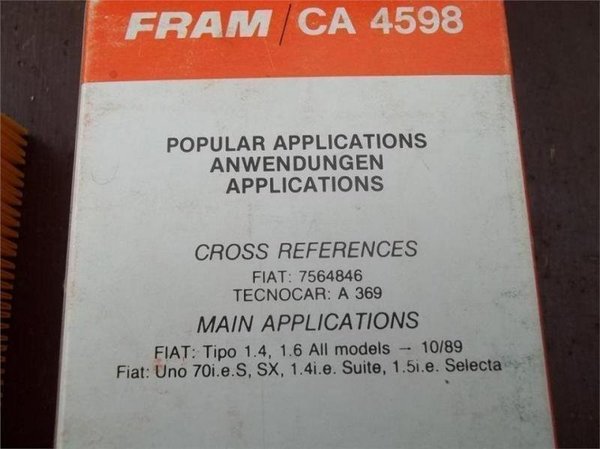 FRAM / CA 4598
POPULAR APPLICATIONS
ANWENDUNGEN
APPLICATIONS
CROSS REFERENCES
FIAT: 7564846
TECNOCAR: A 369
MAIN APPLICATIONS
FIAT: Tipo 1.4, 1.6 All models → 10/89
Fiat: Uno 70i.e.S, SX, 1.4i.e. Suite, 1.5i.e. Selecta